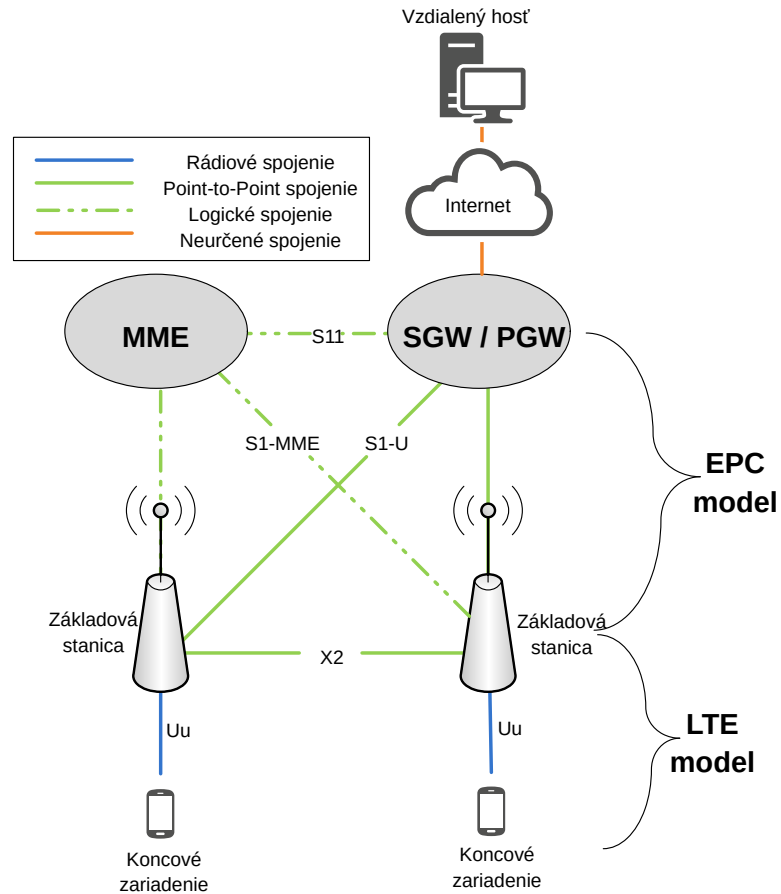 Vzdialený hosť
Rádiové spojenie
Point-to-Point spojenie
Logické spojenie
Neurčené spojenie
Internet
MME
S11
SGW / PGW
S1-MME
S1-U
EPC
model
Základová
stanica
Základová
stanica
X2
Uu
Uu
LTE
model
Koncové
zariadenie
Koncové
zariadenie